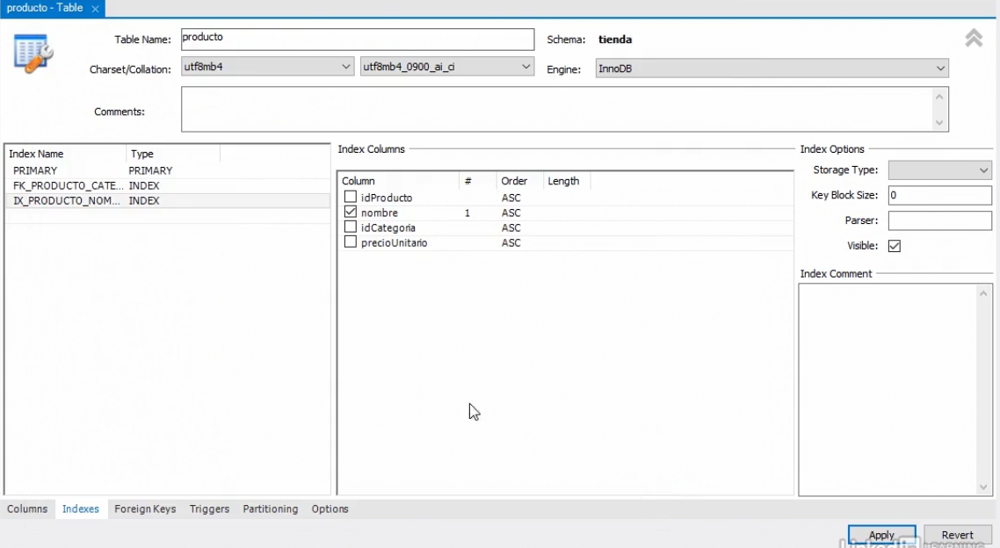 producto - Table ×
Table Name: producto Schema: tienda
Charset/Collation: utf8mb4 utf8mb4_0900_ai_ci Engine: InnoDB
Comments:
Index Name Type
PRIMARY PRIMARY
FK_PRODUCTO_CATE... INDEX
IX_PRODUCTO_NOM... INDEX
Index Columns
Column # Order Length
idProducto ASC
nombre 1 ASC
idCategoria ASC
precioUnitario ASC
Index Options
Storage Type:
Key Block Size: 0
Parser:
Visible:
Index Comment
Columns Indexes Foreign Keys Triggers Partitioning Options
Apply Revert
LinkedIn LEARNING